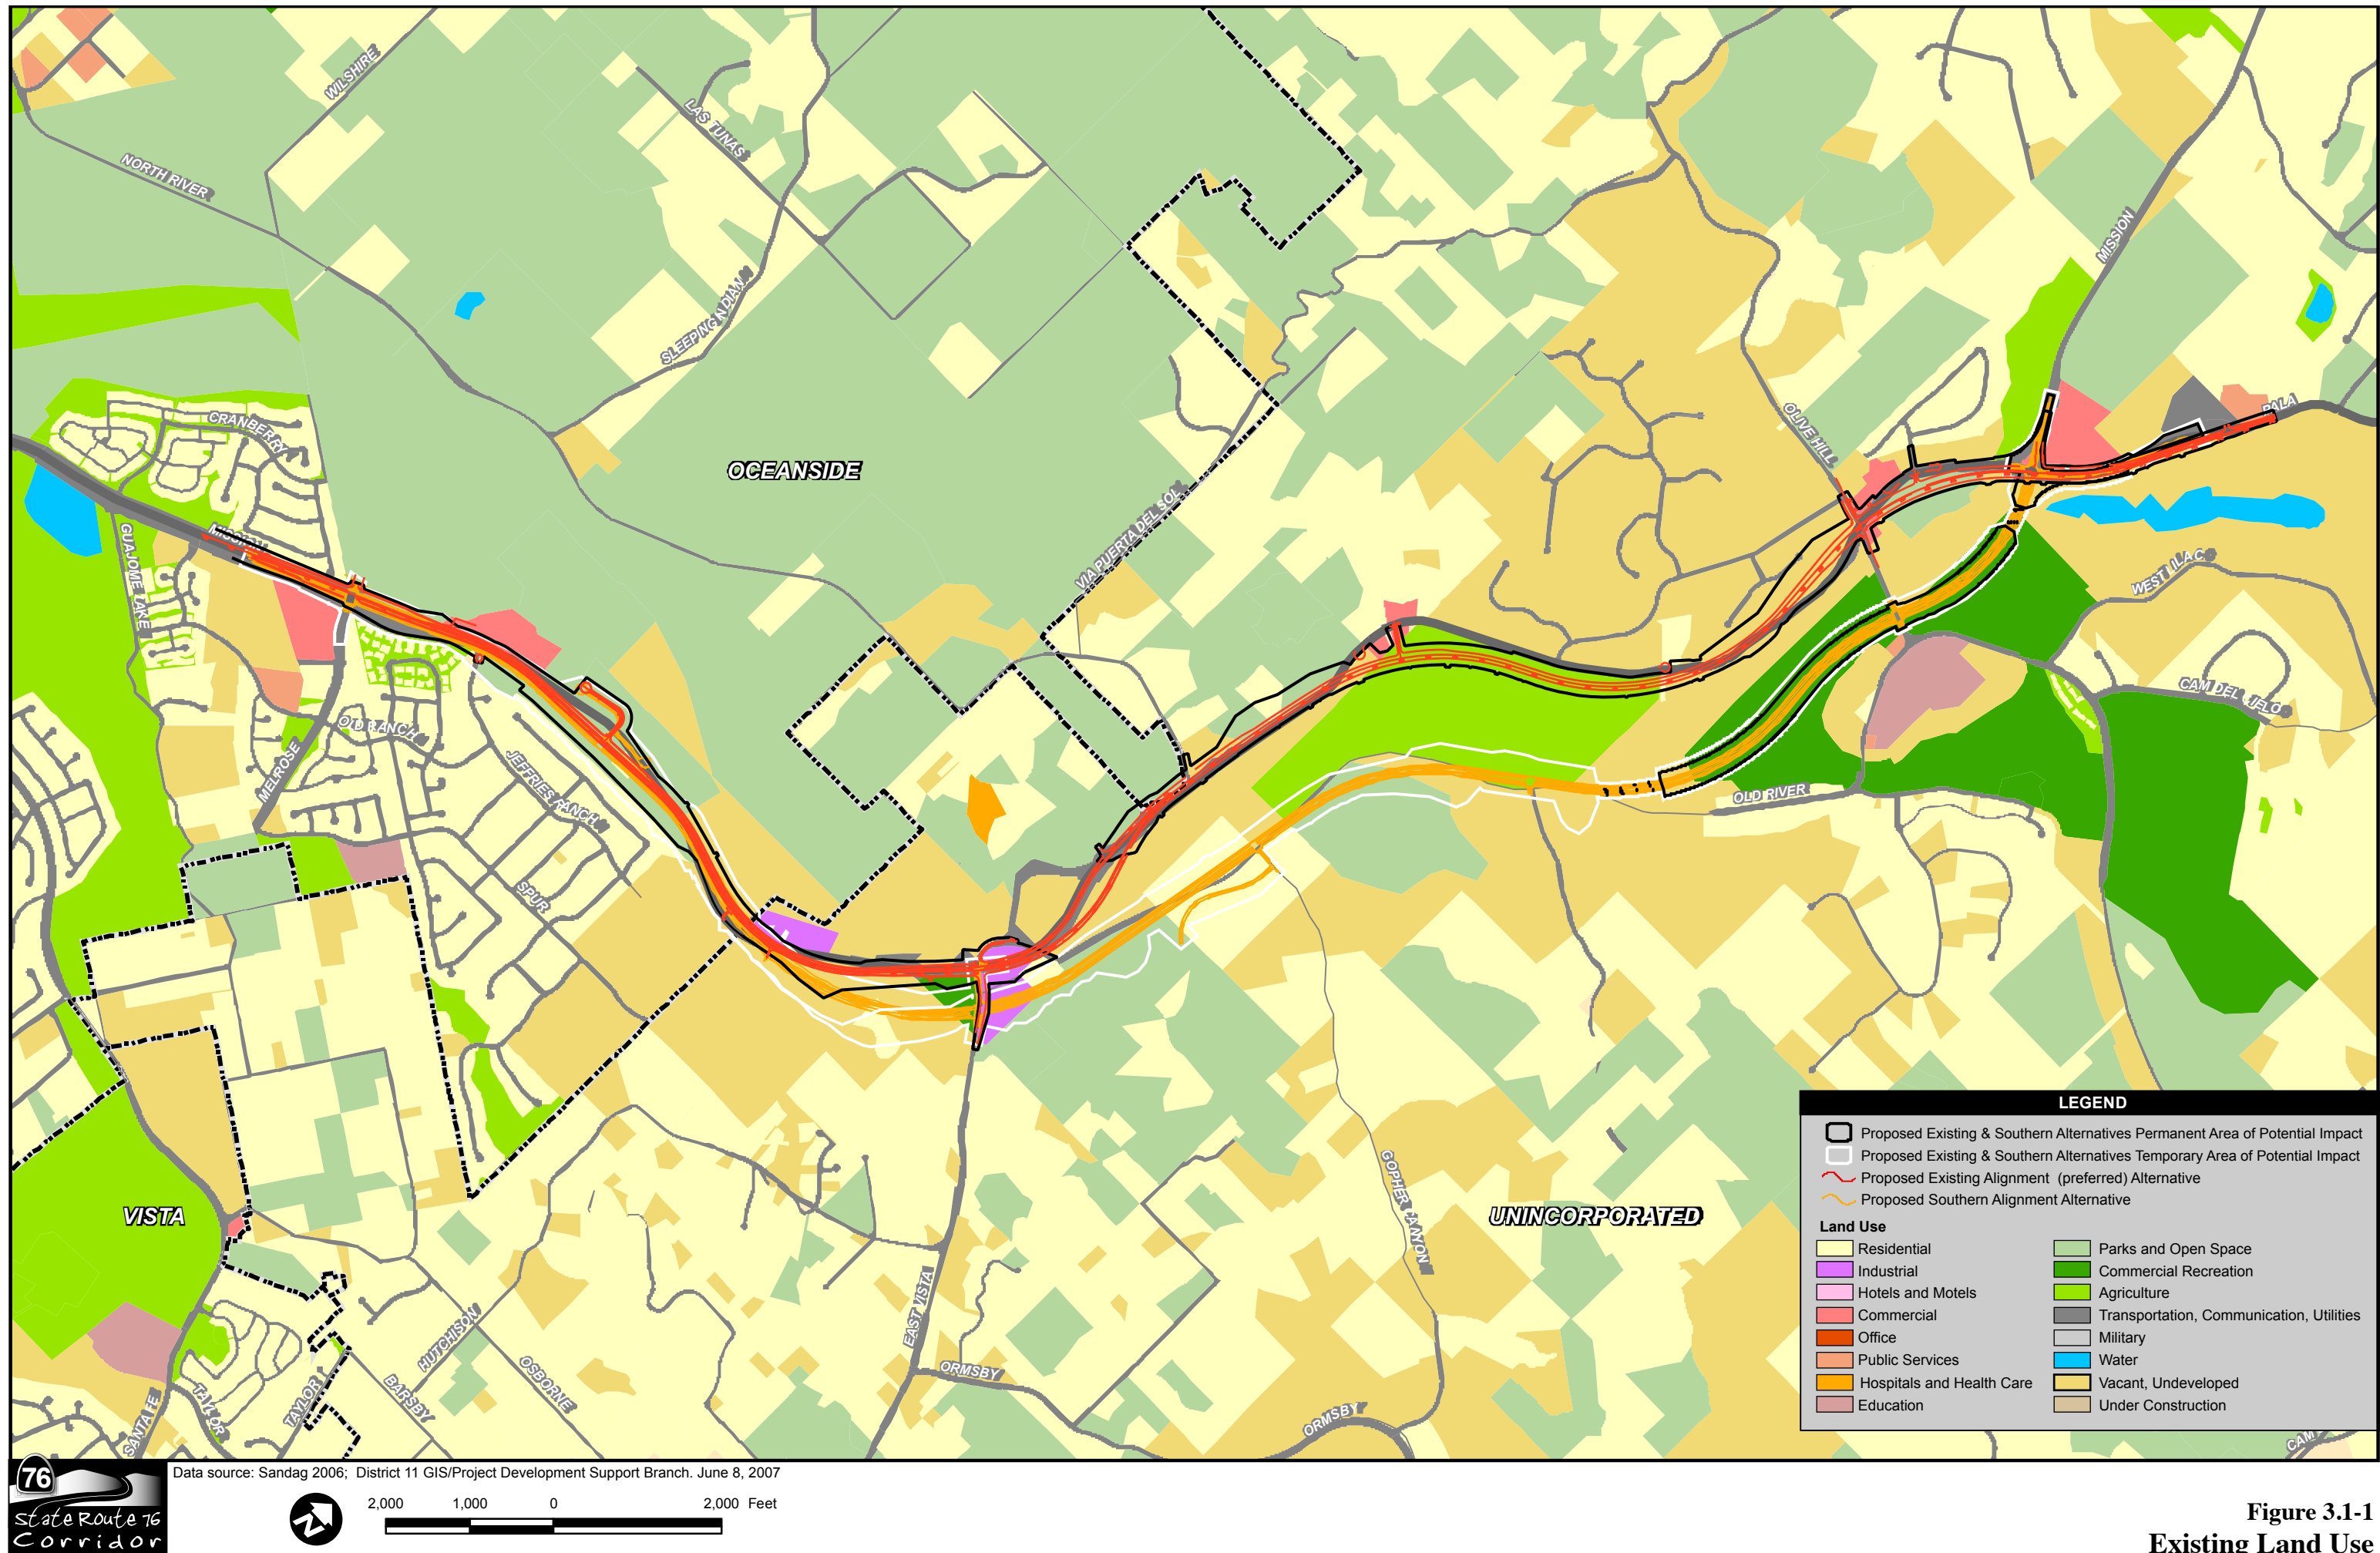 WILSHIRE
LAS TUNAS
NORTH RIVER
MISSION
SLEEPING INDIAN
CRANBERRY
OLIVE HILL
PALA
OCEANSIDE
VIA PUERTA DEL SOL
MISSION
GUAJOME LAKE
WEST LILAC
CAM DEL
OLD RANCH
MELROSE
JEFFRIES RANCH
OLD RIVER
SPUR
GOPHER CANYON
VISTA
UNINCORPORATED
EAST VISTA
HUTCHISON
OSBORNE
BARSBY
TAYLOR
TAYLOR
SANTA FE
ORMSBY
ORMSBY
CAM
LEGEND
Proposed Existing & Southern Alternatives Permanent Area of Potential Impact
Proposed Existing & Southern Alternatives Temporary Area of Potential Impact
Proposed Existing Alignment (preferred) Alternative
Proposed Southern Alignment Alternative
Land Use
Residential
Industrial
Hotels and Motels
Commercial
Office
Public Services
Hospitals and Health Care
Education
Parks and Open Space
Commercial Recreation
Agriculture
Transportation, Communication, Utilities
Military
Water
Vacant, Undeveloped
Under Construction
76
State Route 76
Corridor
Data source: Sandag 2006; District 11 GIS/Project Development Support Branch. June 8, 2007
N
2,000 1,000 0 2,000 Feet
Figure 3.1-1
Existing Land Use